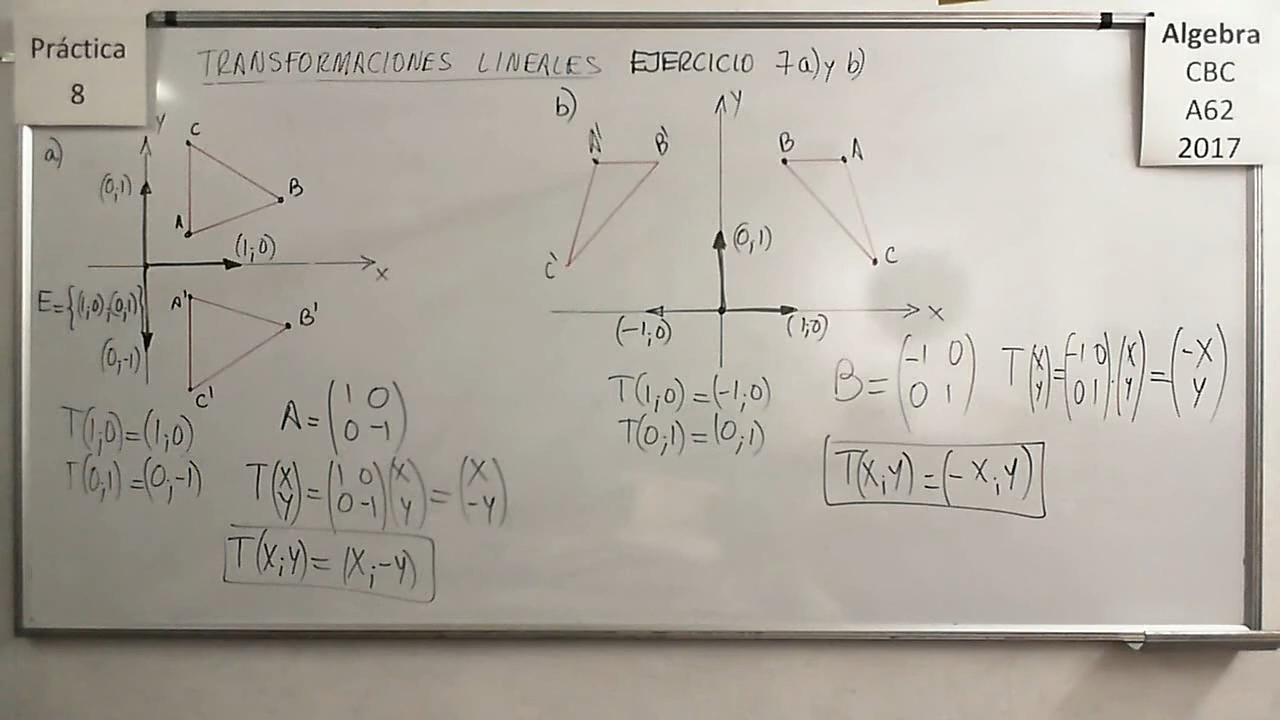 Práctica
8
TRANSFORMACIONES LINEALES EJERCICIO 7a) y b)
Algebra
CBC
A62
2017
a)
Y
C
(0;1)
B
A
(1;0)
X
E={(1;0);(0;1)}
A'
B'
(0;-1)
C'
T(1;0)=(1;0)
T(0;1)=(0;-1)
A=(1 0
0 -1)
T(X
Y)=(1 0
0 -1)(X
Y)=(X
-Y)
T(X;Y)=(X;-Y)
b)
Y
A' B'
B A
(0;1)
C'
C
X
(-1;0)
(1;0)
T(1;0)=(-1;0)
T(0;1)=(0;1)
B=(-1 0
0 1)
T(X
Y)=(-1 0
0 1).(X
Y)=(-X
Y)
T(X;Y)=(-X;Y)